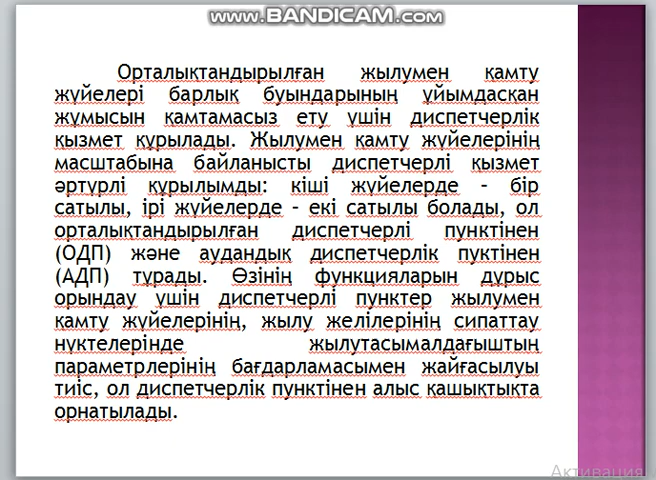 www.BANDICAM.com
Орталықтандырылған жылумен қамту
жүйелері барлық буындарының ұйымдасқан
жұмысын қамтамасыз ету үшін диспетчерлік
қызмет құрылады. Жылумен қамту жүйелерінің
масштабына байланысты диспетчерлі қызмет
әртүрлі құрылымды: кіші жүйелерде - бір
сатылы, ірі жүйелерде - екі сатылы болады, ол
орталықтандырылған диспетчерлі пунктінен
(ОДП) және аудандық диспетчерлік пуктінен
(АДП) тұрады. Өзінің функцияларын дұрыс
орындау үшін диспетчерлі пунктер жылумен
қамту жүйелерінің, жылу желілерінің сипаттау
нүктелерінде жылутасымалдағыштың
параметрлерінің бағдарламасымен жайғасылуы
тиіс, ол диспетчерлік пунктінен алыс қашықтықта
орнатылады.
Активация